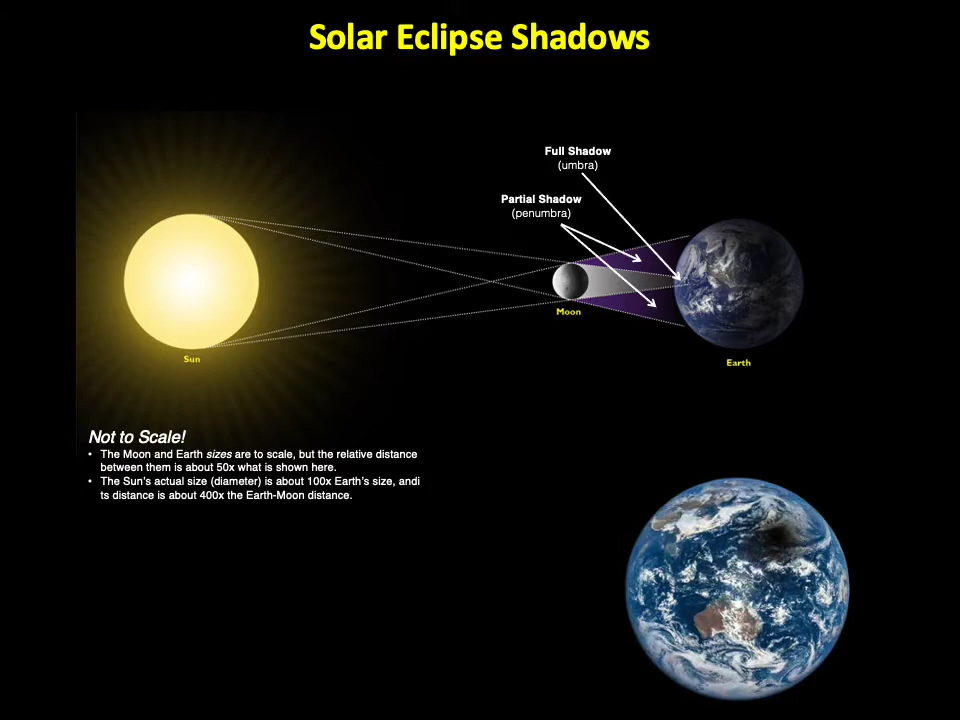 Solar Eclipse Shadows
Full Shadow
(umbra)
Partial Shadow
(penumbra)
Moon
Sun
Earth
Not to Scale!
• The Moon and Earth sizes are to scale, but the relative distance
between them is about 50x what is shown here.
• The Sun's actual size (diameter) is about 100x Earth's size, andi
ts distance is about 400x the Earth-Moon distance.